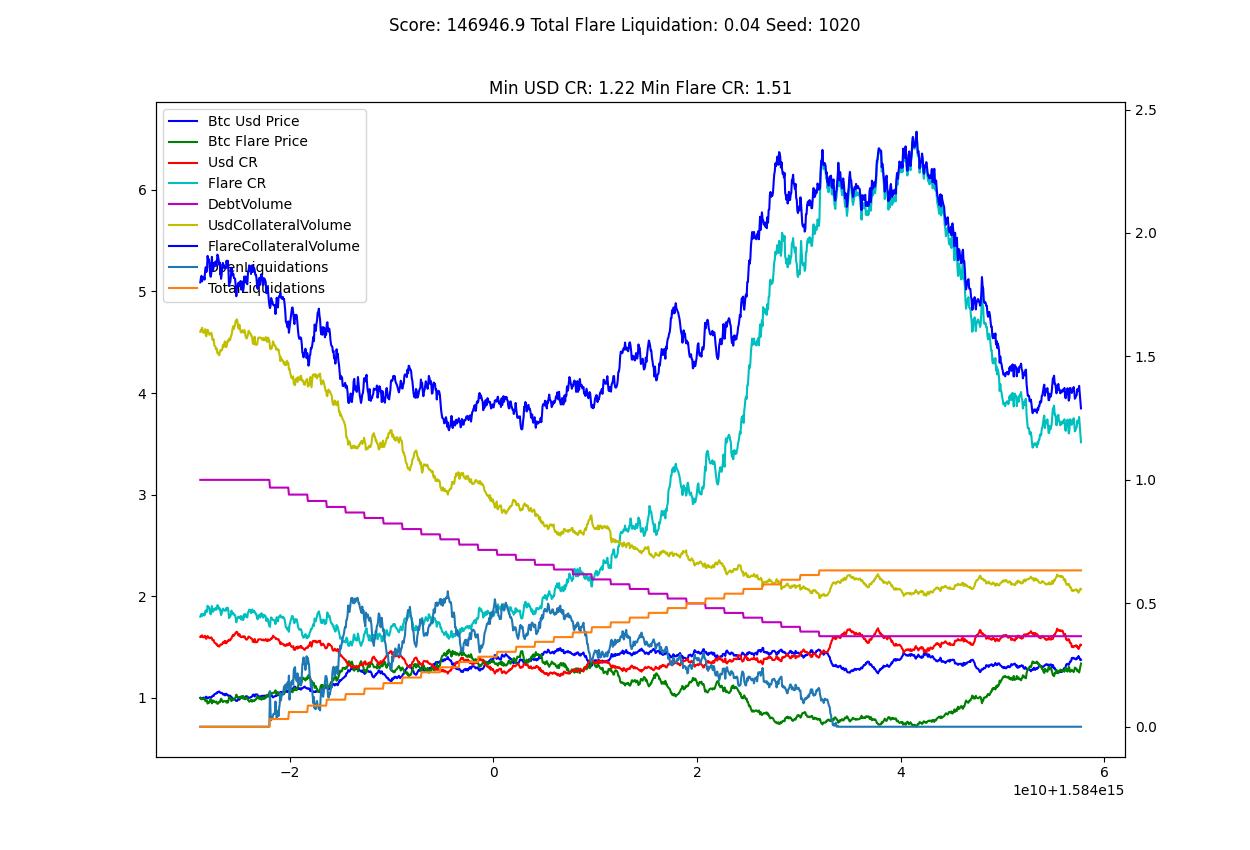 Score: 146946.9 Total Flare Liquidation: 0.04 Seed: 1020
Min USD CR: 1.22 Min Flare CR: 1.51
Btc Usd Price
Btc Flare Price
Usd CR
Flare CR
DebtVolume
UsdCollateralVolume
FlareCollateralVolume
OpenLiquidations
TotalLiquidations
6
5
4
3
2
1
2.5
2.0
1.5
1.0
0.5
0.0
−2
0
2
4
6
1e10+1.584e15